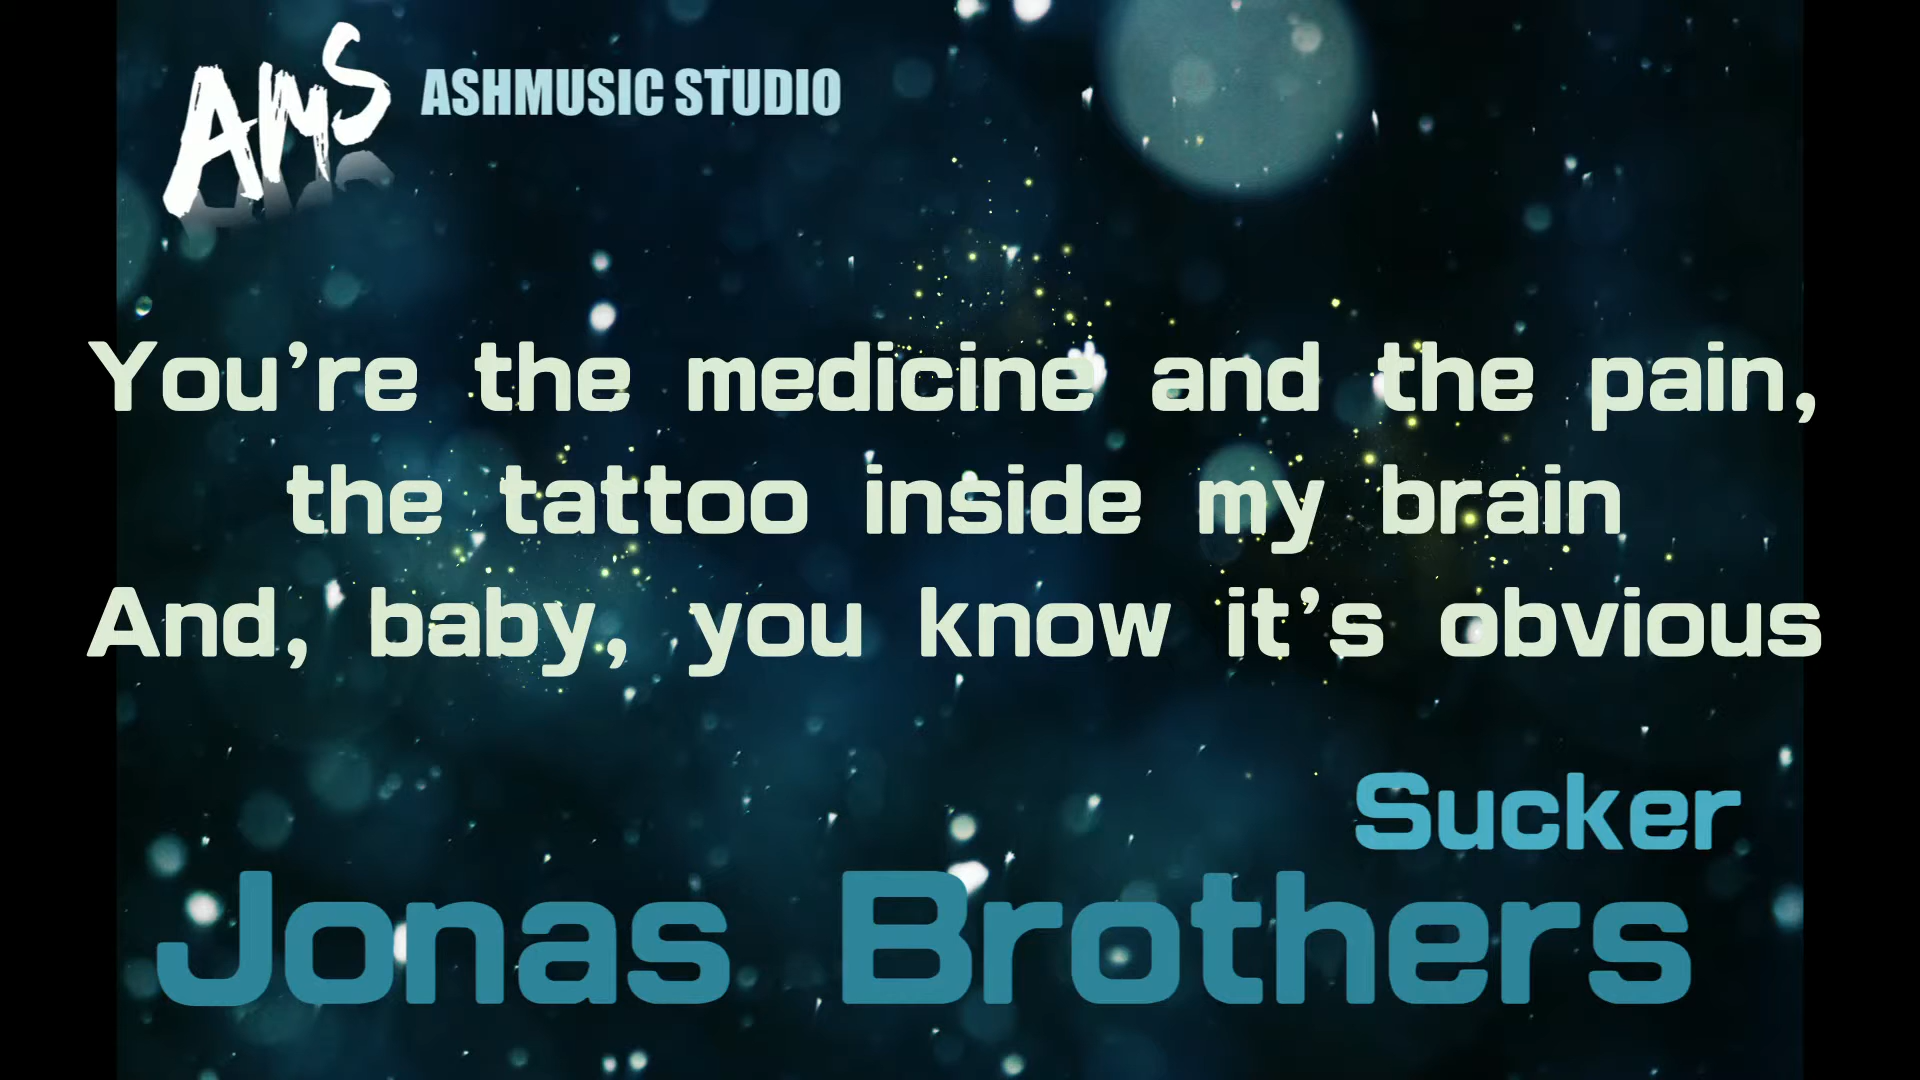 AMS
ASHMUSIC STUDIO
You’re the medicine and the pain,
the tattoo inside my brain
And, baby, you know it’s obvious
Sucker
Jonas Brothers